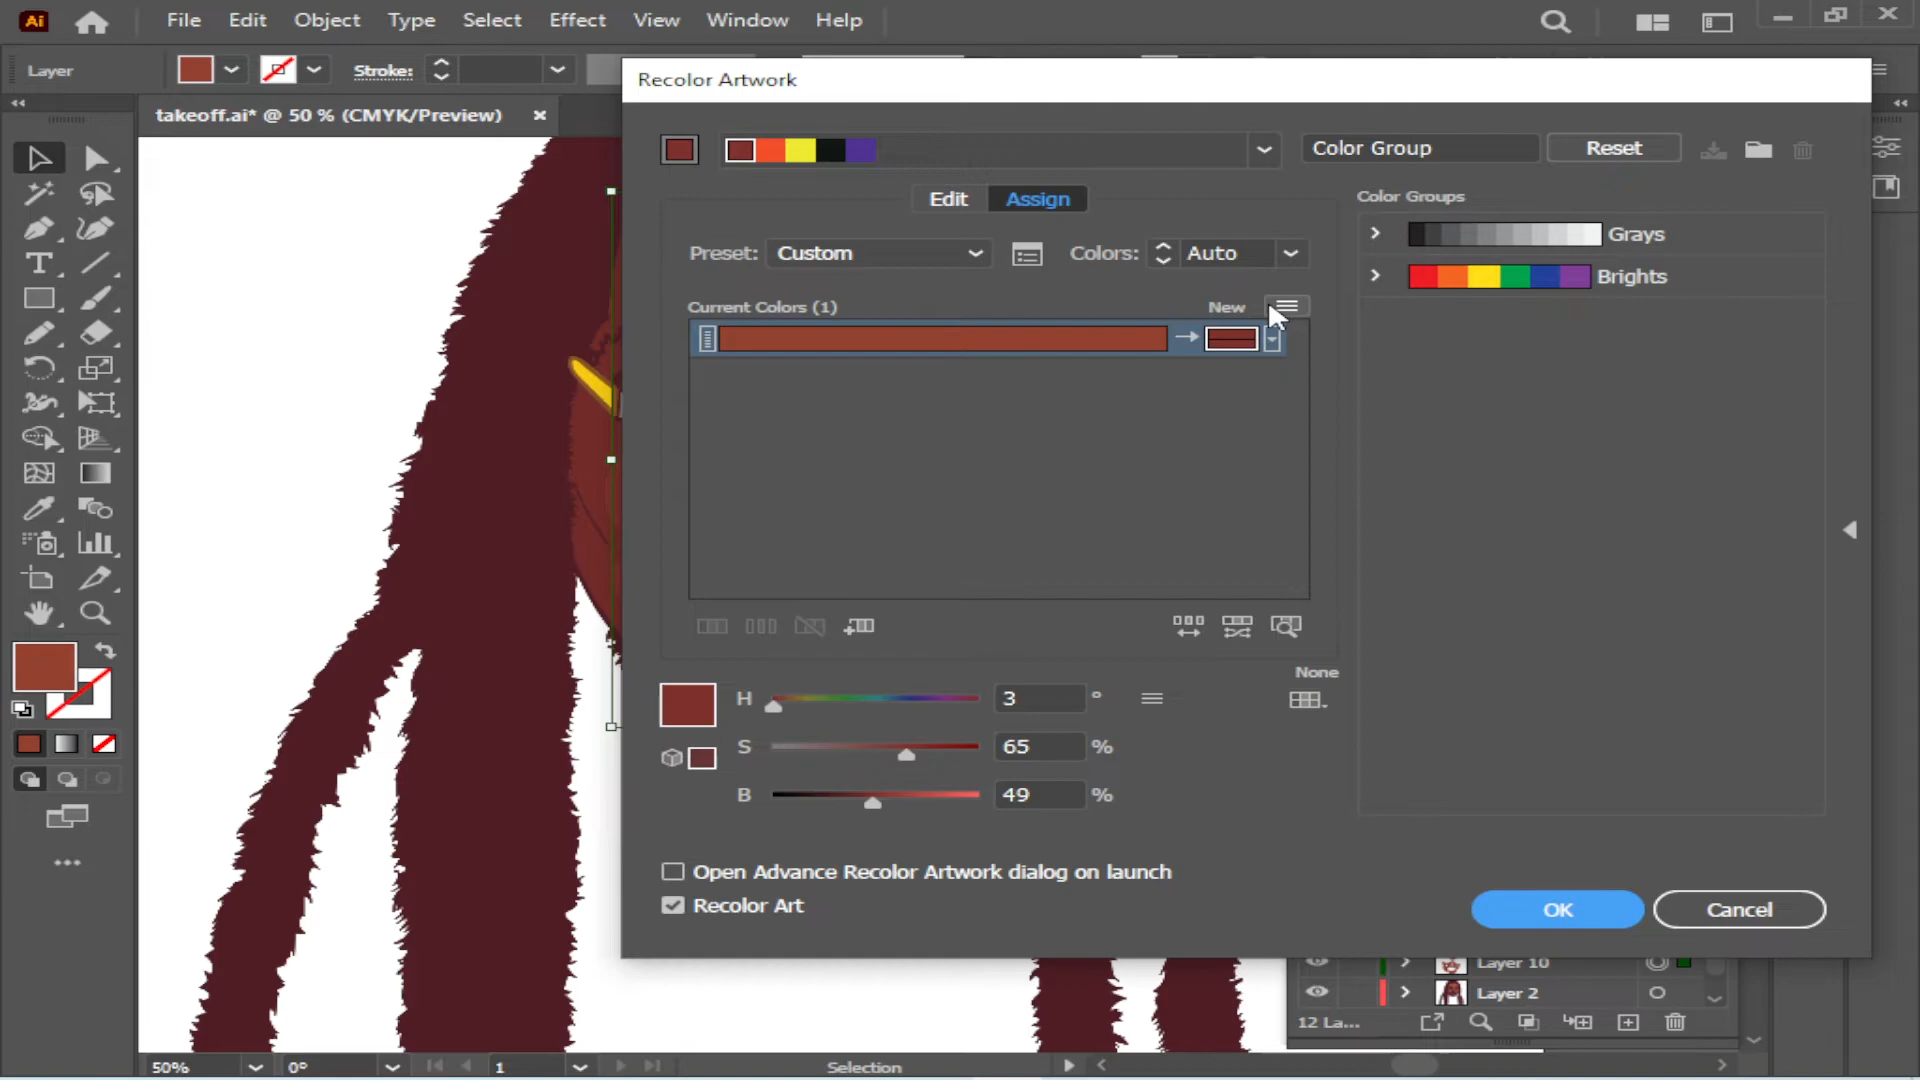 Ai
File Edit Object Type Select Effect View Window Help
Layer
Stroke:
takeoff.ai* @ 50 % (CMYK/Preview)
Recolor Artwork
Color Group
Reset
Edit
Assign
Color Groups
Preset: Custom
Colors: Auto
Grays
Brights
Current Colors (1)
New
None
H 3 °
S 65 %
B 49 %
Open Advance Recolor Artwork dialog on launch
Recolor Art
OK
Cancel
Layer 10
Layer 2
12 La...
50%
0°
1
Selection